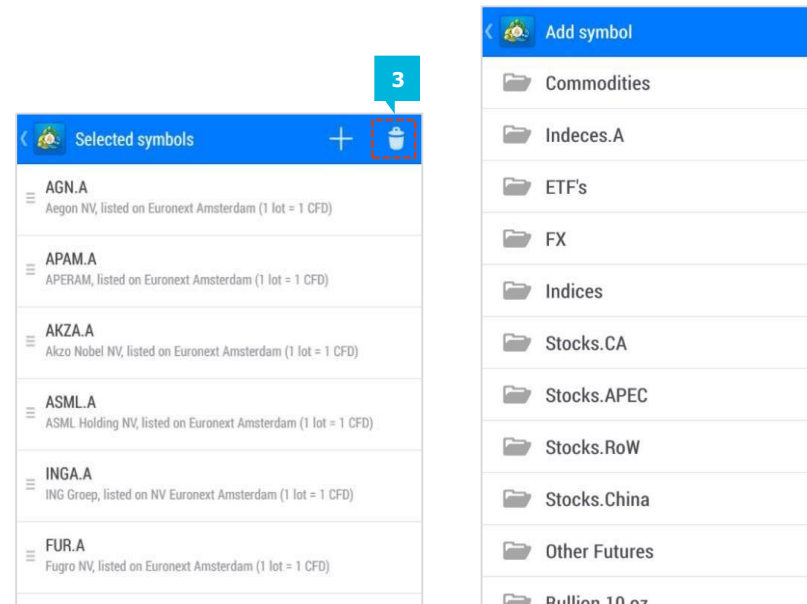 3
Selected symbols
AGN.A
Aegon NV, listed on Euronext Amsterdam (1 lot = 1 CFD)
APAM.A
APERAM, listed on Euronext Amsterdam (1 lot = 1 CFD)
AKZA.A
Akzo Nobel NV, listed on Euronext Amsterdam (1 lot = 1 CFD)
ASML.A
ASML Holding NV, listed on Euronext Amsterdam (1 lot = 1 CFD)
INGA.A
ING Groep, listed on NV Euronext Amsterdam (1 lot = 1 CFD)
FUR.A
Fugro NV, listed on Euronext Amsterdam (1 lot = 1 CFD)
Add symbol
Commodities
Indeces.A
ETF's
FX
Indices
Stocks.CA
Stocks.APEC
Stocks.RoW
Stocks.China
Other Futures
Bullion 10 oz